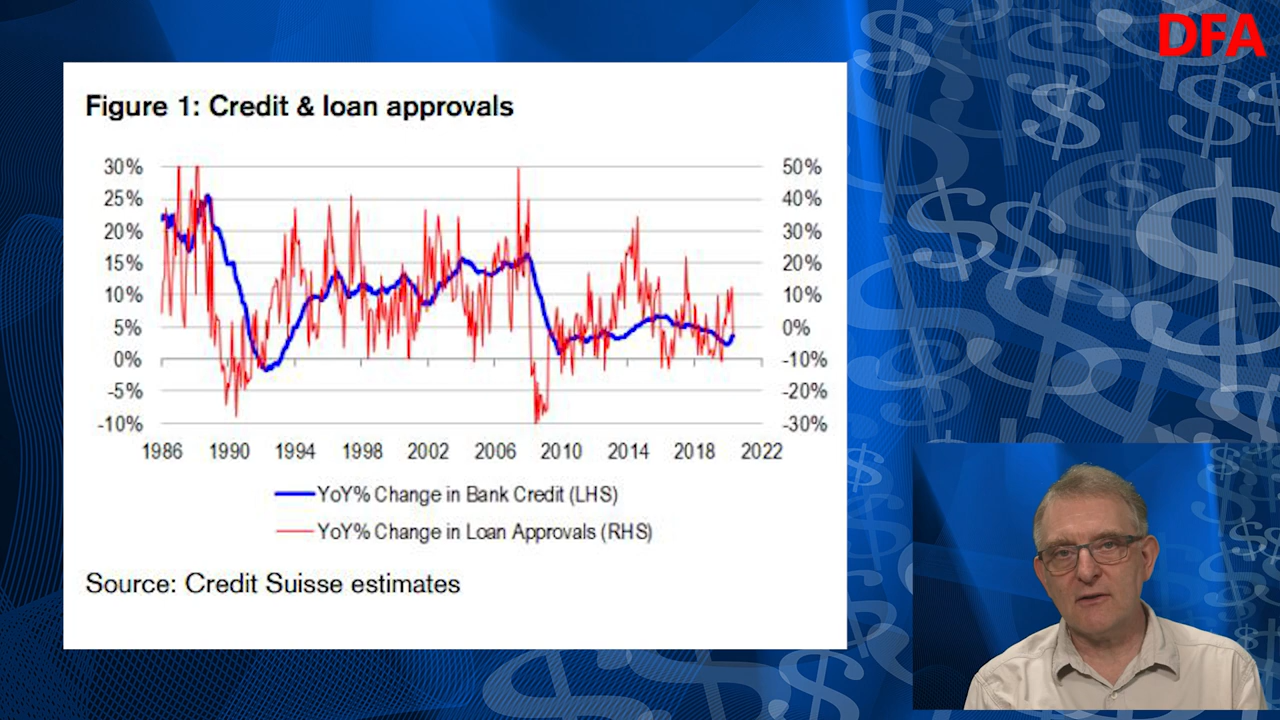 DFA
Figure 1: Credit & loan approvals
30% 50%
25% 40%
20% 30%
15% 20%
10% 10%
5% 0%
0% -10%
-5% -20%
-10% -30%
1986 1990 1994 1998 2002 2006 2010 2014 2018 2022
YoY% Change in Bank Credit (LHS)
YoY% Change in Loan Approvals (RHS)
Source: Credit Suisse estimates